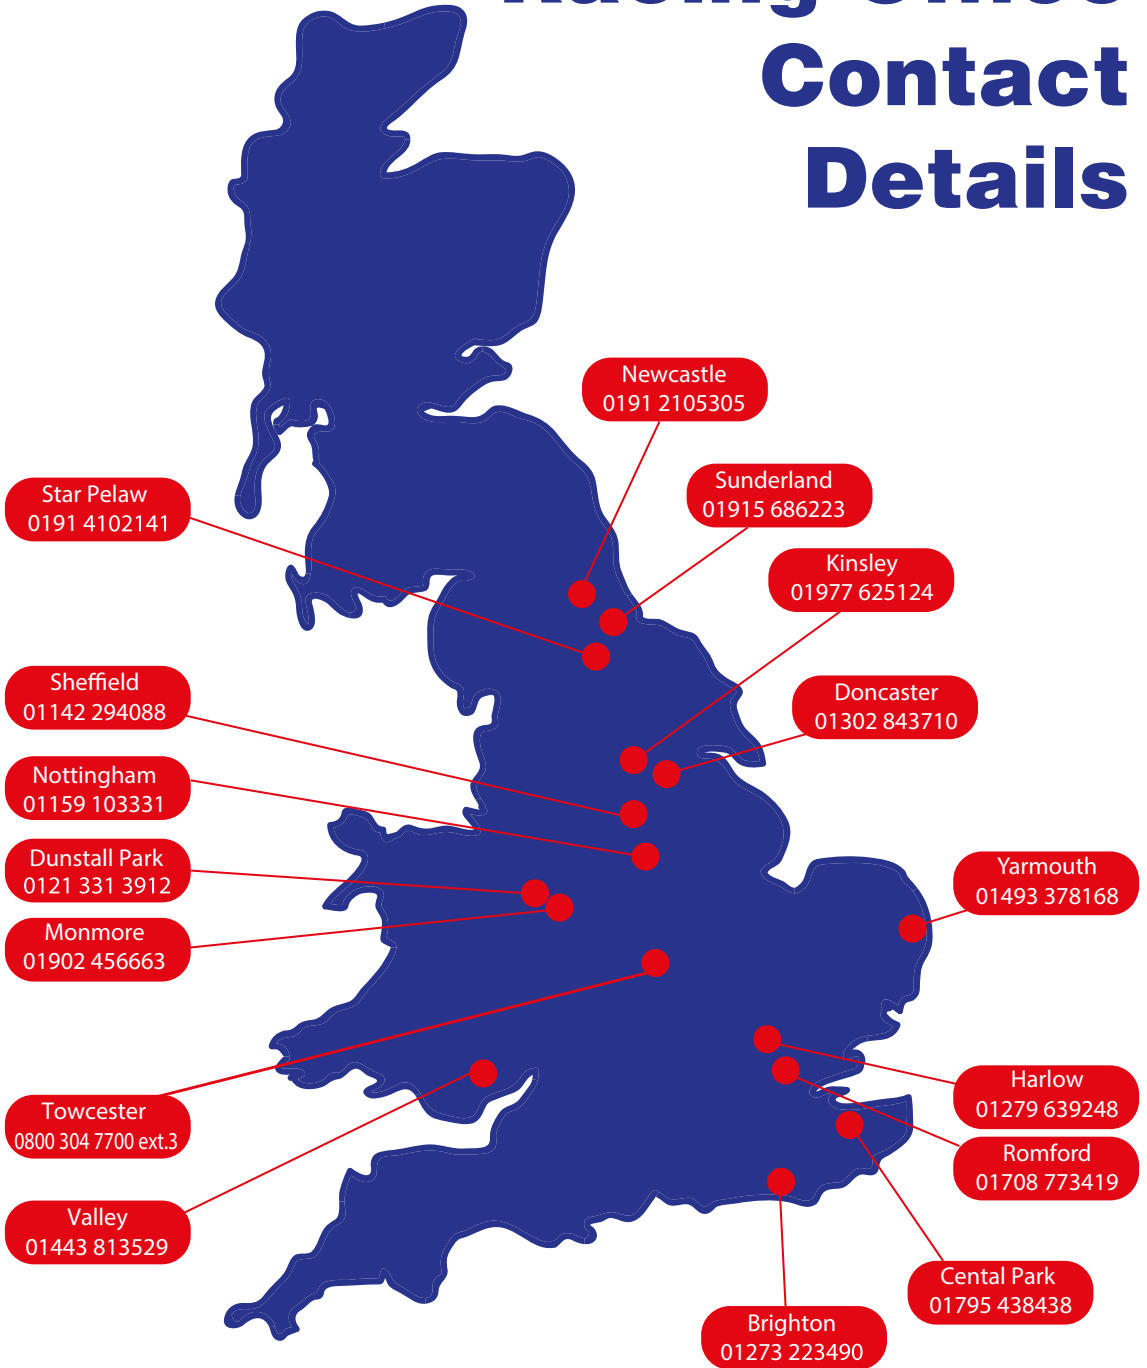 Racing Office
Contact
Details
Newcastle
0191 2105305
Sunderland
01915 686223
Star Pelaw
0191 4102141
Kinsley
01977 625124
Sheffield
01142 294088
Doncaster
01302 843710
Nottingham
01159 103331
Dunstall Park
0121 331 3912
Yarmouth
01493 378168
Monmore
01902 456663
Harlow
01279 639248
Towcester
0800 304 7700 ext.3
Romford
01708 773419
Valley
01443 813529
Cental Park
01795 438438
Brighton
01273 223490